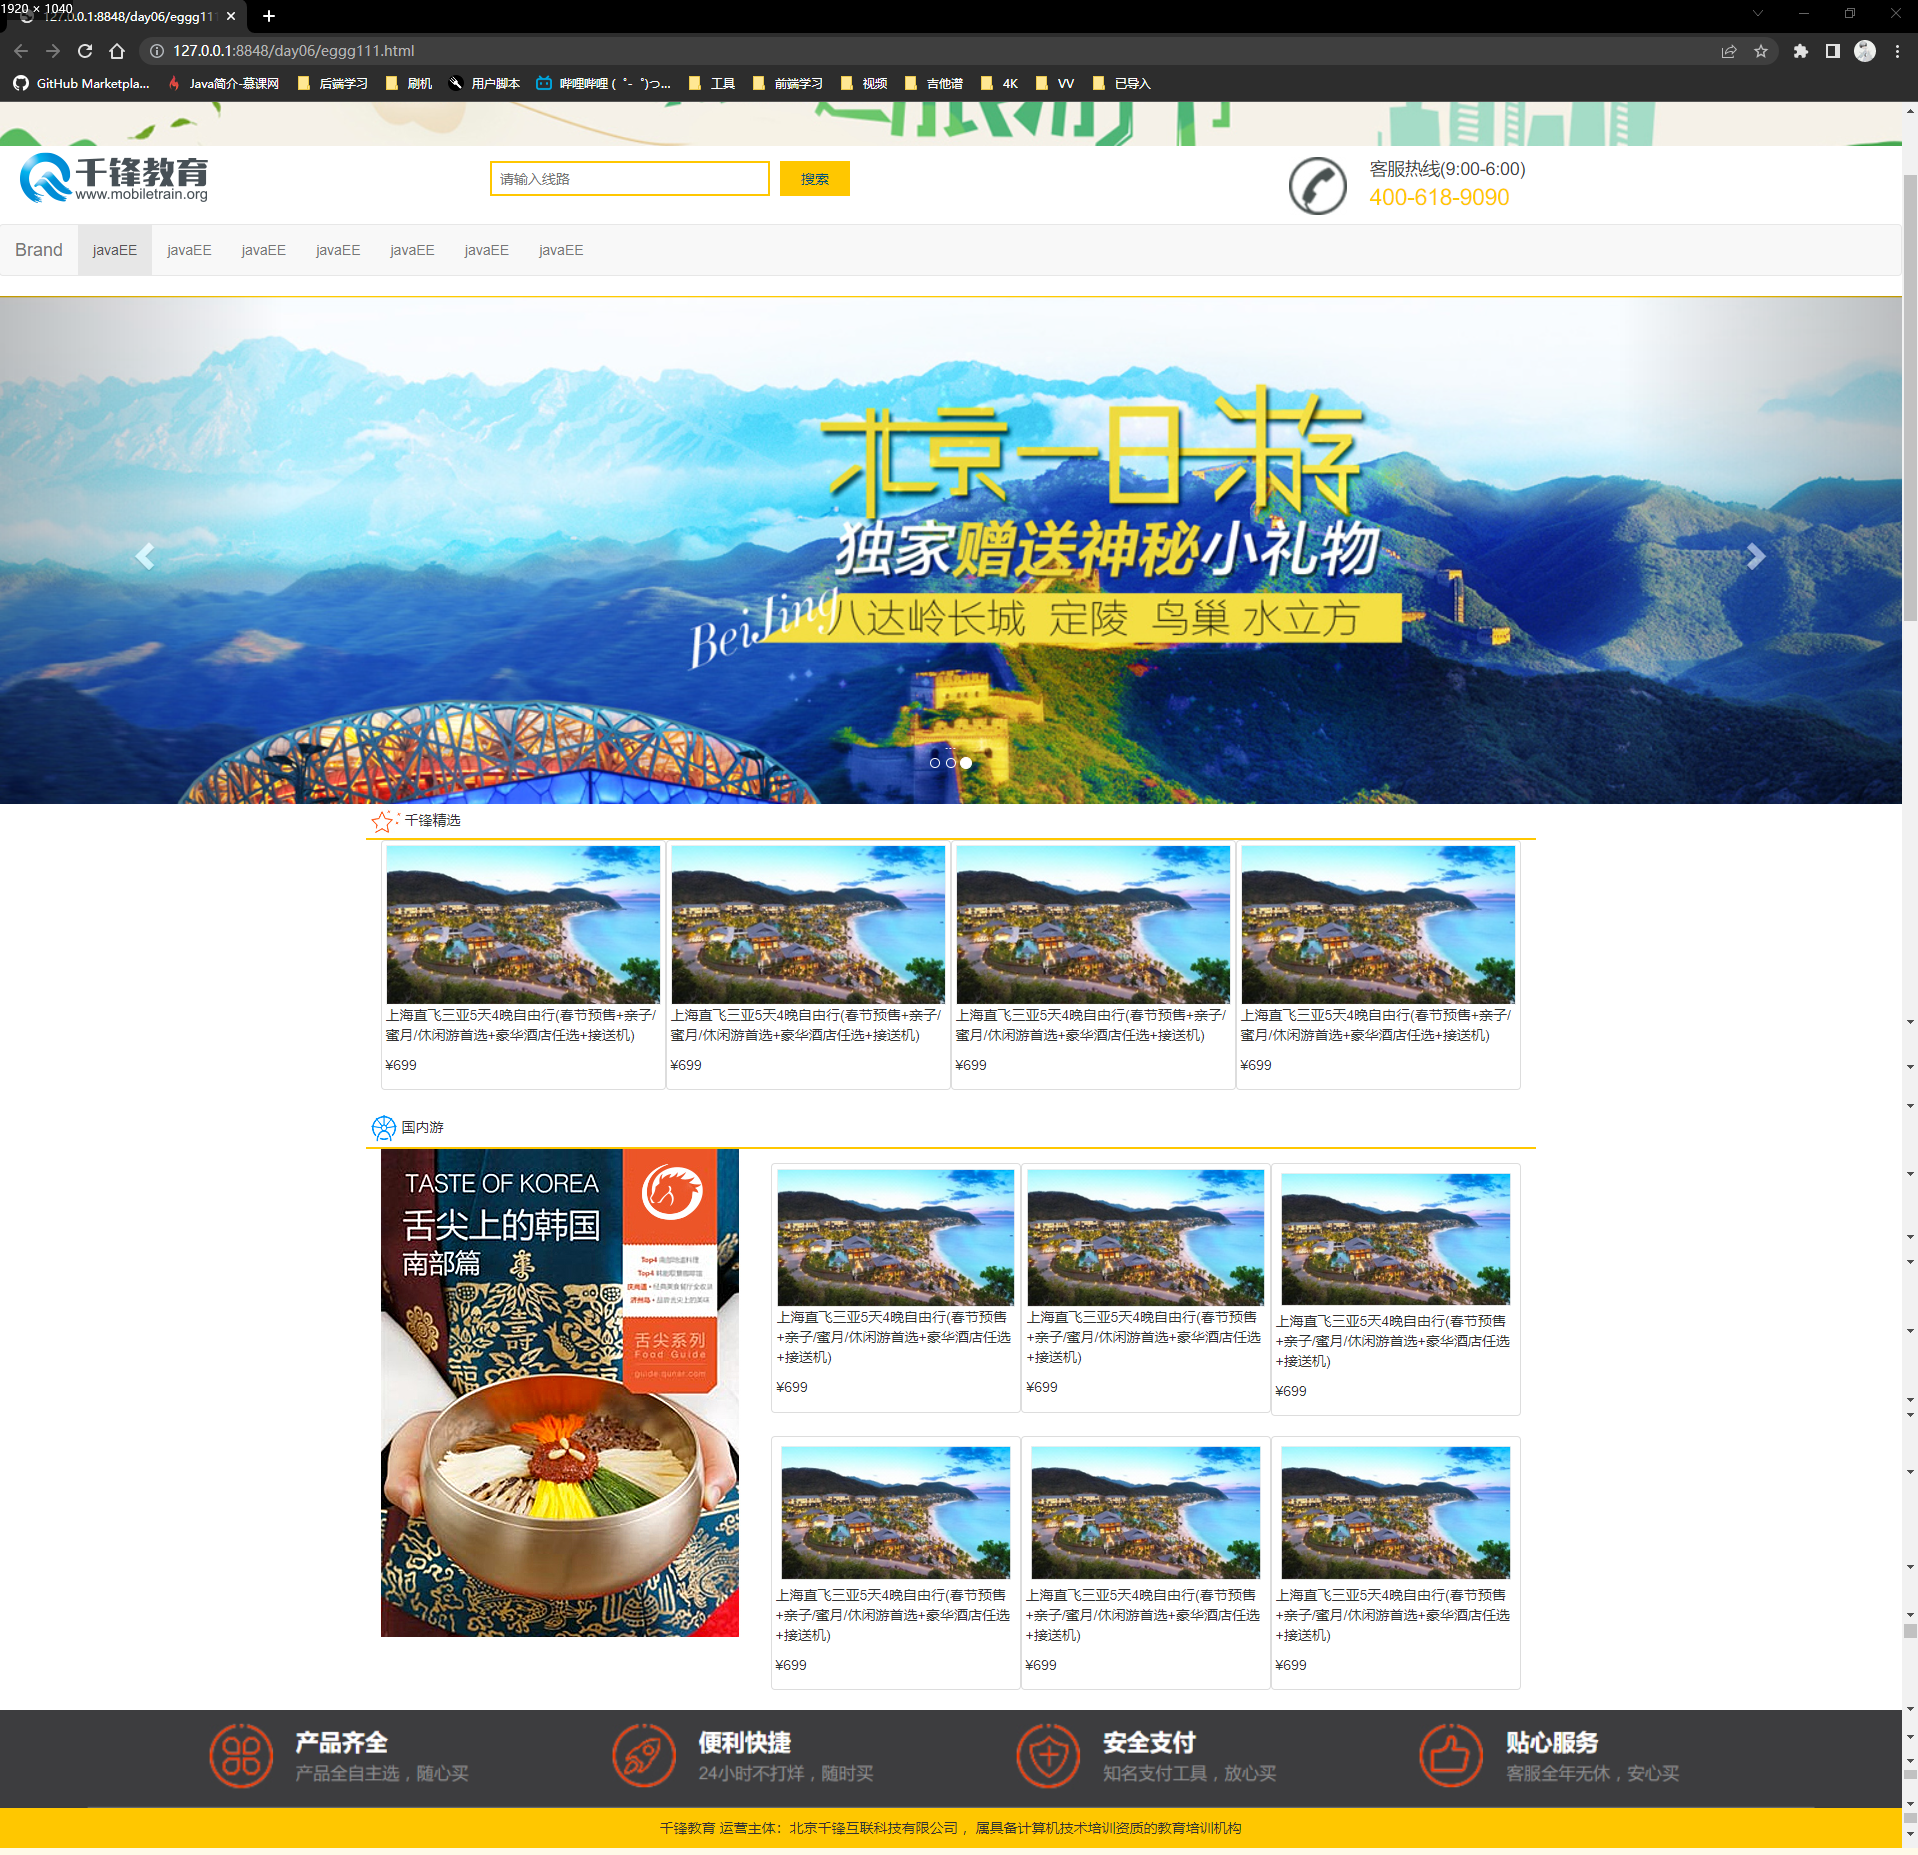 1920 × 1040
127.0.0.1:8848/day06/eggg111
127.0.0.1:8848/day06/eggg111.html
GitHub Marketpla...
Java简介-慕课网
后端学习
刷机
用户脚本
哔哩哔哩 ( ゜- ゜)つ...
工具
前端学习
视频
吉他谱
4K
VV
已导入
千锋教育
www.mobiletrain.org
请输入线路
搜索
客服热线(9:00-6:00)
400-618-9090
Brand
javaEE
javaEE
javaEE
javaEE
javaEE
javaEE
javaEE
北京一日游
独家赠送神秘小礼物
BeiJing
八达岭长城 定陵 鸟巢 水立方
...
千锋精选
上海直飞三亚5天4晚自由行(春节预售+亲子/
蜜月/休闲游首选+豪华酒店任选+接送机)
¥699
上海直飞三亚5天4晚自由行(春节预售+亲子/
蜜月/休闲游首选+豪华酒店任选+接送机)
¥699
上海直飞三亚5天4晚自由行(春节预售+亲子/
蜜月/休闲游首选+豪华酒店任选+接送机)
¥699
上海直飞三亚5天4晚自由行(春节预售+亲子/
蜜月/休闲游首选+豪华酒店任选+接送机)
¥699
国内游
TASTE OF KOREA
舌尖上的韩国
南部篇
舌尖系列
Food Guide
guide.qunar.com
上海直飞三亚5天4晚自由行(春节预售
+亲子/蜜月/休闲游首选+豪华酒店任选
+接送机)
¥699
上海直飞三亚5天4晚自由行(春节预售
+亲子/蜜月/休闲游首选+豪华酒店任选
+接送机)
¥699
上海直飞三亚5天4晚自由行(春节预售
+亲子/蜜月/休闲游首选+豪华酒店任选
+接送机)
¥699
上海直飞三亚5天4晚自由行(春节预售
+亲子/蜜月/休闲游首选+豪华酒店任选
+接送机)
¥699
上海直飞三亚5天4晚自由行(春节预售
+亲子/蜜月/休闲游首选+豪华酒店任选
+接送机)
¥699
上海直飞三亚5天4晚自由行(春节预售
+亲子/蜜月/休闲游首选+豪华酒店任选
+接送机)
¥699
产品齐全
产品全自主选，随心买
便利快捷
24小时不打烊，随时买
安全支付
知名支付工具，放心买
贴心服务
客服全年无休，安心买
千锋教育 运营主体：北京千锋互联科技有限公司 ，属具备计算机技术培训资质的教育培训机构